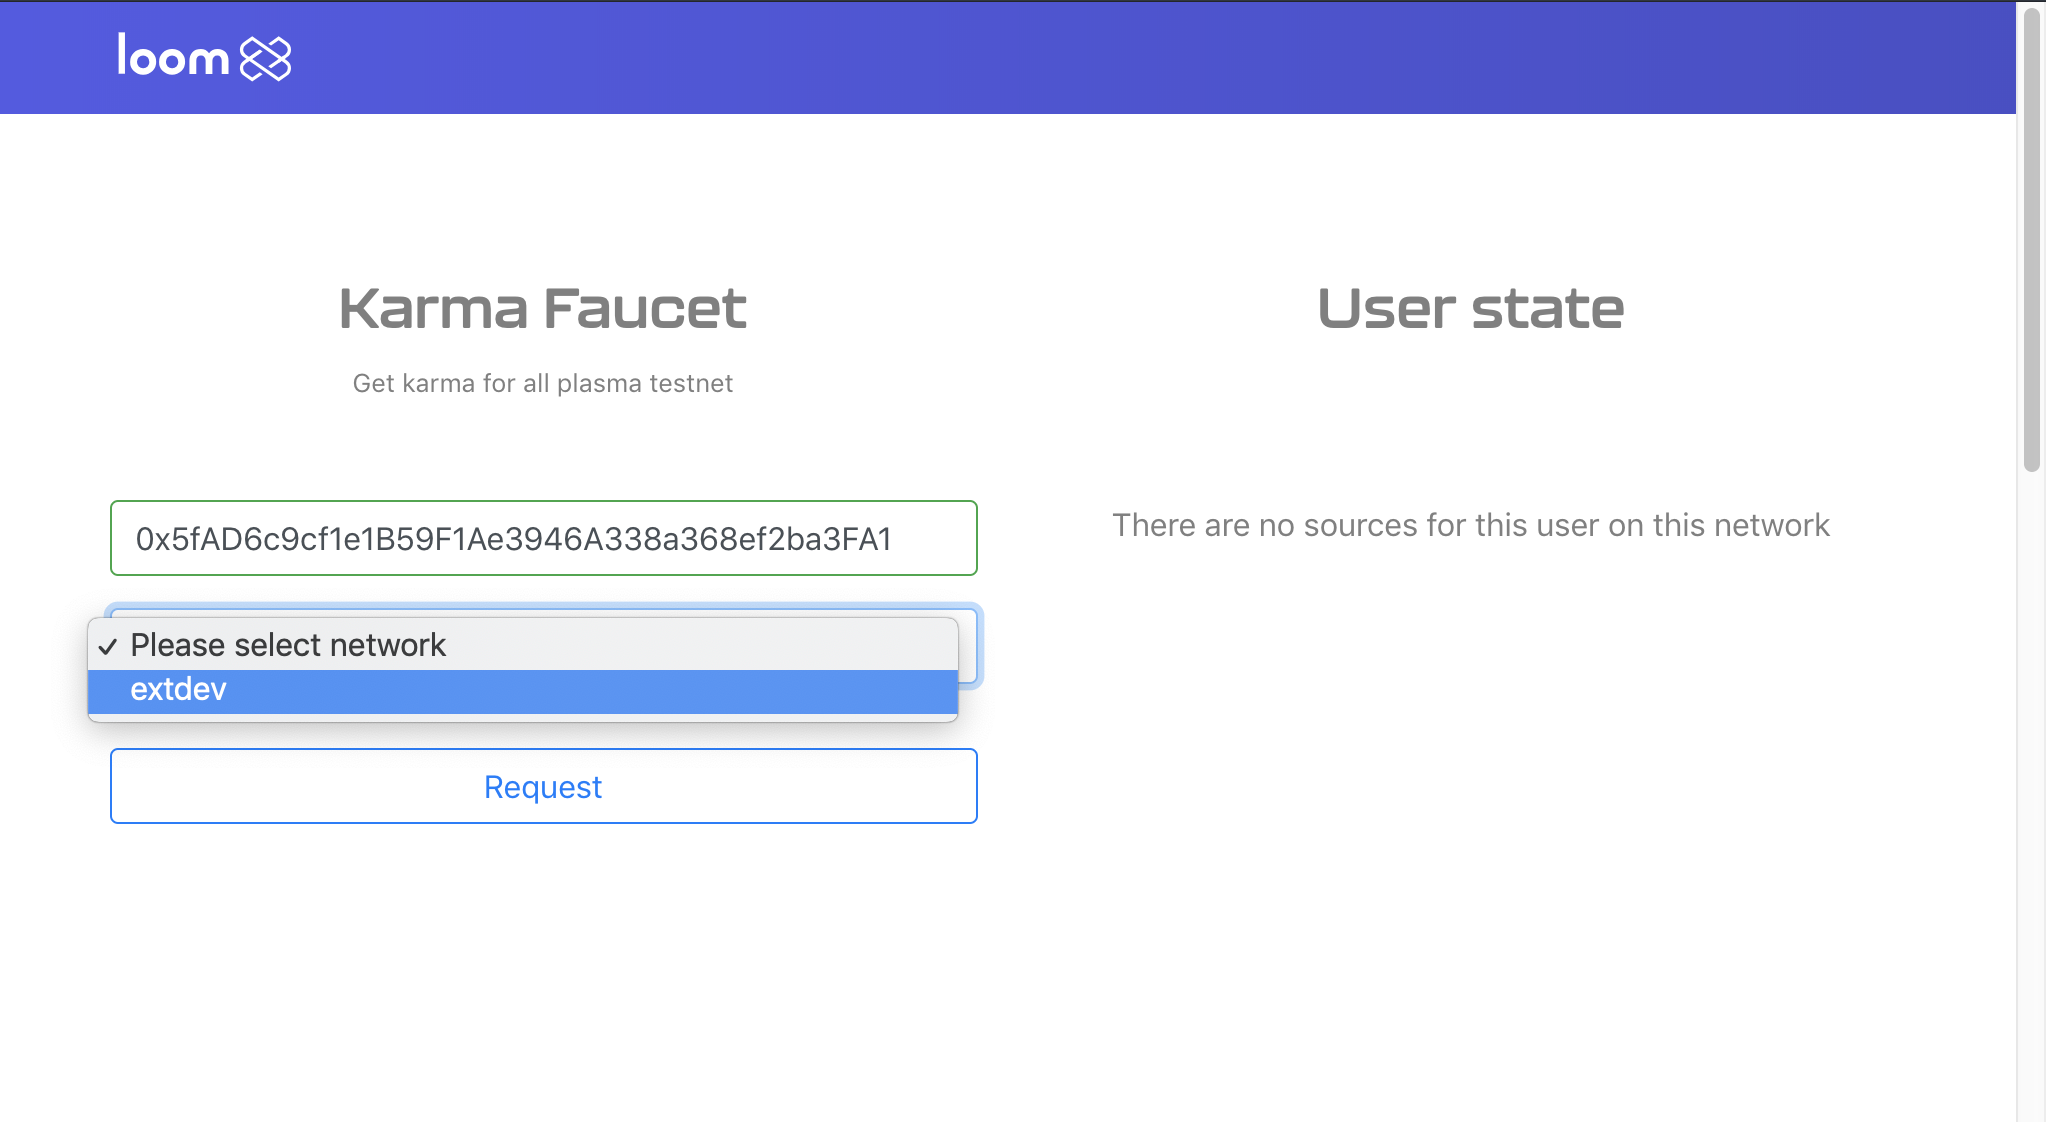 loom
Karma Faucet
Get karma for all plasma testnet
0x5fAD6c9cf1e1B59F1Ae3946A338a368ef2ba3FA1
✓ Please select network
extdev
Request
User state
There are no sources for this user on this network